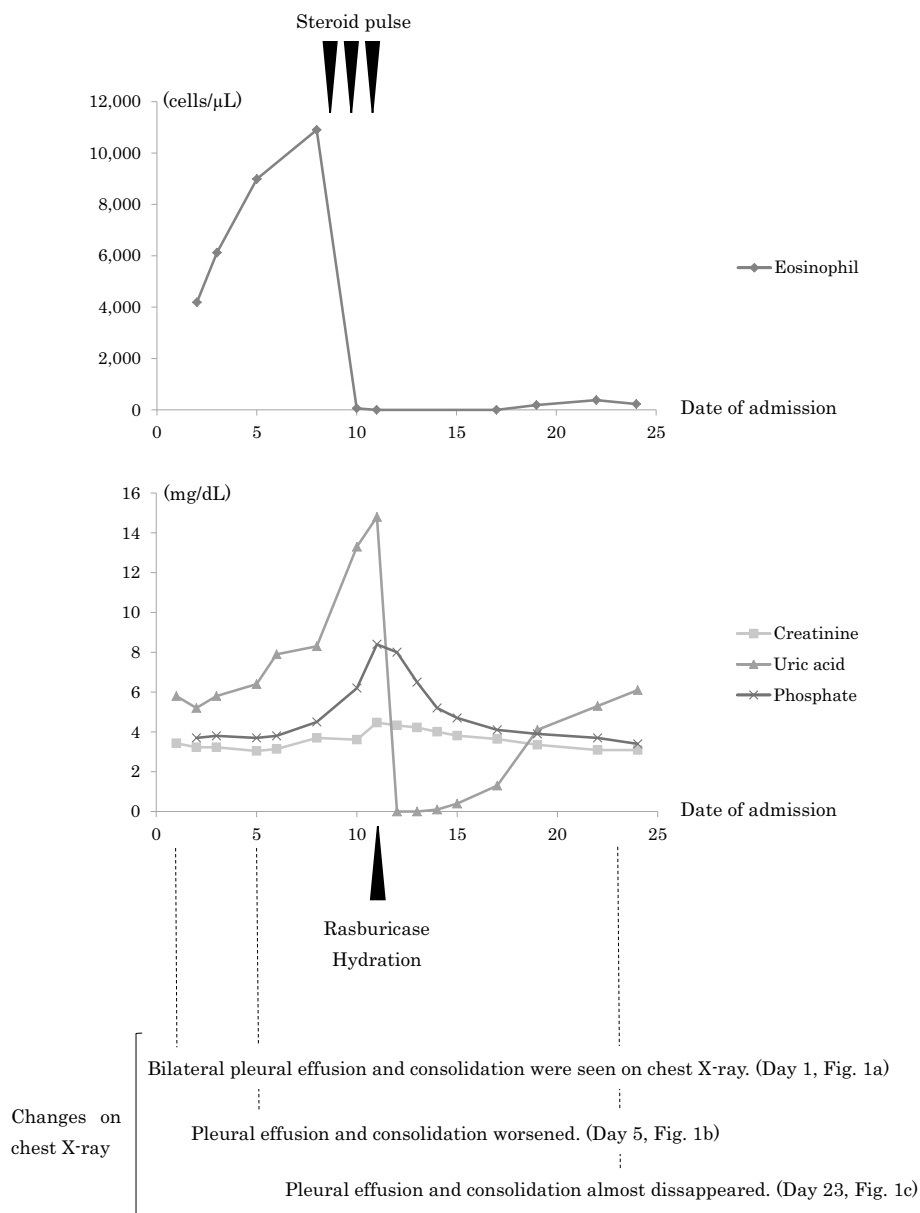 Steroid pulse
(cells/µL)
12,000
10,000
8,000
6,000
4,000
2,000
0
0 5 10 15 20 25
Date of admission
Eosinophil
(mg/dL)
16
14
12
10
8
6
4
2
0
0 5 10 15 20 25
Date of admission
Creatinine
Uric acid
Phosphate
Rasburicase
Hydration
Changes on
chest X-ray
Bilateral pleural effusion and consolidation were seen on chest X-ray. (Day 1, Fig. 1a)
Pleural effusion and consolidation worsened. (Day 5, Fig. 1b)
Pleural effusion and consolidation almost dissappeared. (Day 23, Fig. 1c)